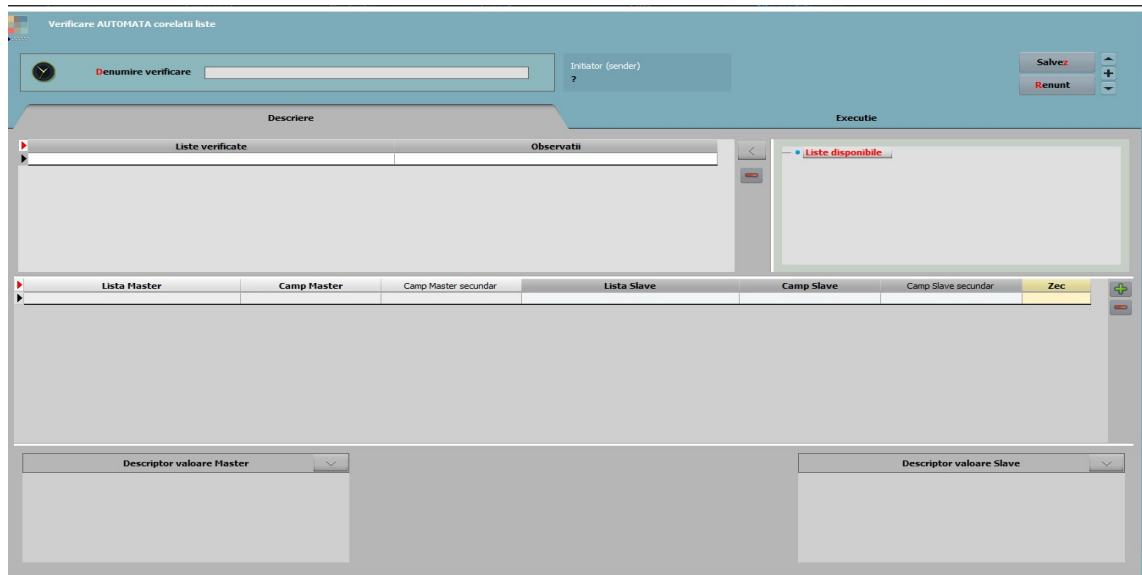 Verificare AUTOMATA corelatii liste
Denumire verificare
Initiator (sender)
?
Salvez
Renunt
Descriere
Executie
Liste verificate Observatii
Liste disponibile
Lista Master Camp Master Camp Master secundar Lista Slave Camp Slave Camp Slave secundar Zec
Descriptor valoare Master
Descriptor valoare Slave